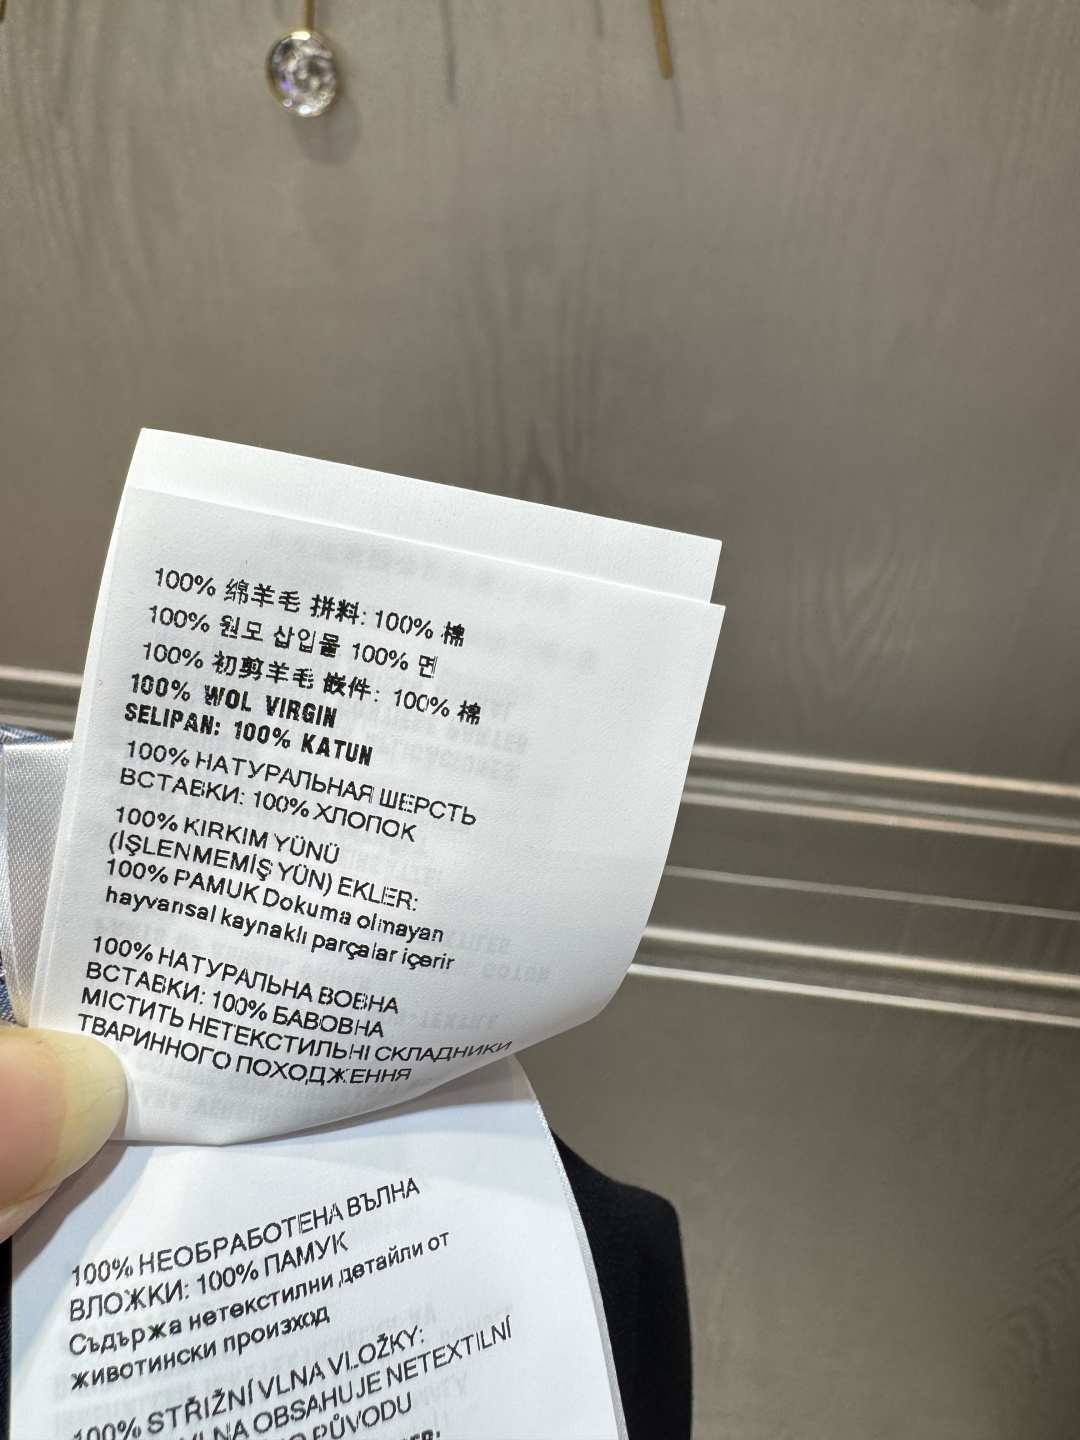 100% 绵羊毛 拼料: 100% 棉
100% 원모 삽입물 100% 면
100% 初剪羊毛 嵌件: 100% 棉
100% WOL VIRGIN
SELIPAN: 100% KATUN
100% НАТУРАЛЬНАЯ ШЕРСТЬ
ВСТАВКИ: 100% ХЛОПОК
100% KIRKIM YÜNÜ
(İŞLENMEMİŞ YÜN) EKLER:
100% PAMUK Dokuma olmayan
hayvansal kaynaklı parçalar içerir
100% НАТУРАЛЬНА ВОВНА
ВСТАВКИ: 100% БАВОВНА
МІСТИТЬ НЕТЕКСТИЛЬНІ СКЛАДНИКИ
ТВАРИННОГО ПОХОДЖЕННЯ
100% НЕОБРАБОТЕНА ВЪЛНА
ВЛОЖКИ: 100% ПАМУК
Съдържа нетекстилни детайли от
животински произход
100% STŘIŽNÍ VLNA VLOŽKY:
OBSAHUJE NETEXTILNÍ
PŮVODU